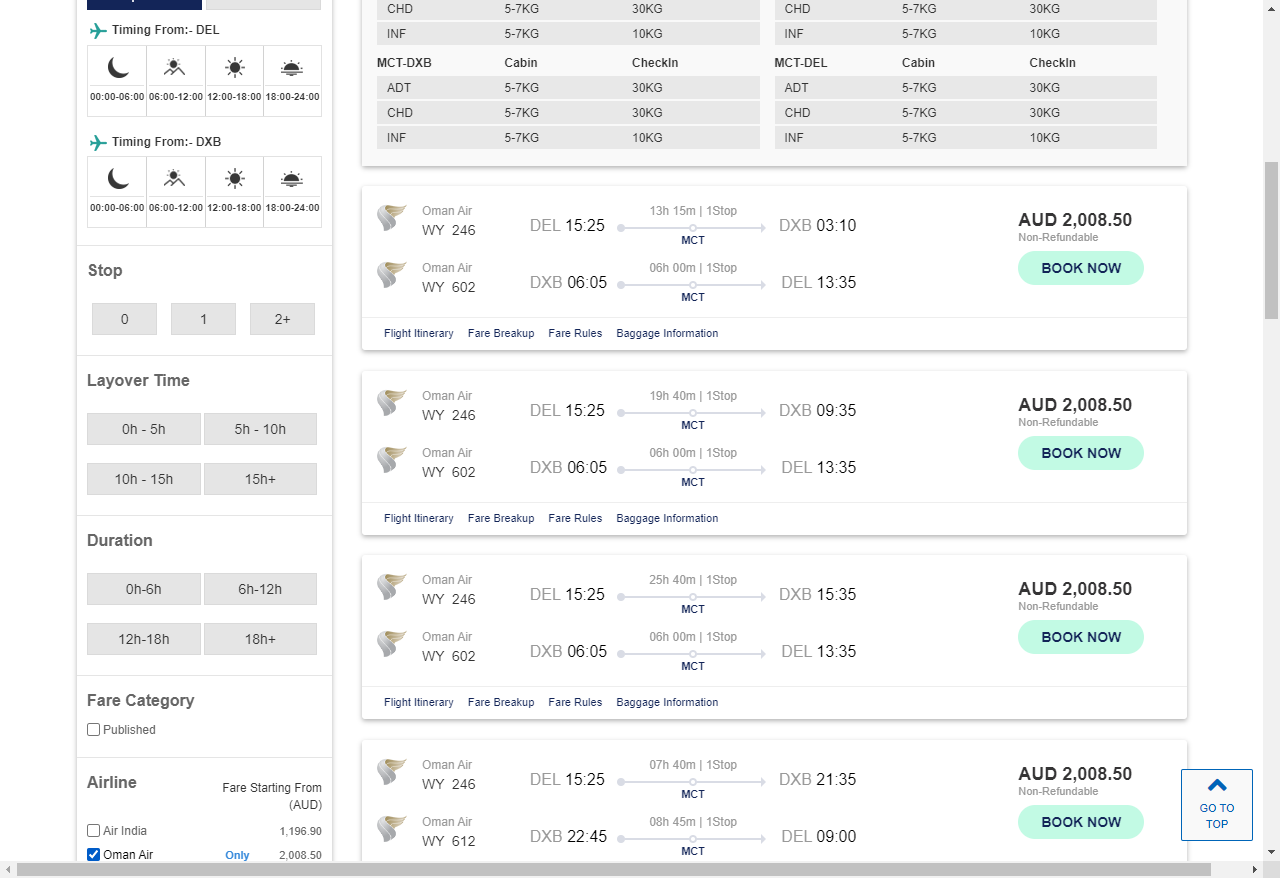 Timing From:- DEL
00:00-06:00 06:00-12:00 12:00-18:00 18:00-24:00
Timing From:- DXB
00:00-06:00 06:00-12:00 12:00-18:00 18:00-24:00
Stop
0 1 2+
Layover Time
0h - 5h 5h - 10h
10h - 15h 15h+
Duration
0h-6h 6h-12h
12h-18h 18h+
Fare Category
Published
Airline Fare Starting From
(AUD)
Air India 1,196.90
Oman Air Only 2,008.50
CHD 5-7KG 30KG CHD 5-7KG 30KG
INF 5-7KG 10KG INF 5-7KG 10KG
MCT-DXB Cabin CheckIn MCT-DEL Cabin CheckIn
ADT 5-7KG 30KG ADT 5-7KG 30KG
CHD 5-7KG 30KG CHD 5-7KG 30KG
INF 5-7KG 10KG INF 5-7KG 10KG
Oman Air
WY 246
DEL 15:25
13h 15m | 1Stop
MCT
DXB 03:10
Oman Air
WY 602
DXB 06:05
06h 00m | 1Stop
MCT
DEL 13:35
AUD 2,008.50
Non-Refundable
BOOK NOW
Flight Itinerary Fare Breakup Fare Rules Baggage Information
Oman Air
WY 246
DEL 15:25
19h 40m | 1Stop
MCT
DXB 09:35
Oman Air
WY 602
DXB 06:05
06h 00m | 1Stop
MCT
DEL 13:35
AUD 2,008.50
Non-Refundable
BOOK NOW
Flight Itinerary Fare Breakup Fare Rules Baggage Information
Oman Air
WY 246
DEL 15:25
25h 40m | 1Stop
MCT
DXB 15:35
Oman Air
WY 602
DXB 06:05
06h 00m | 1Stop
MCT
DEL 13:35
AUD 2,008.50
Non-Refundable
BOOK NOW
Flight Itinerary Fare Breakup Fare Rules Baggage Information
Oman Air
WY 246
DEL 15:25
07h 40m | 1Stop
MCT
DXB 21:35
Oman Air
WY 612
DXB 22:45
08h 45m | 1Stop
MCT
DEL 09:00
AUD 2,008.50
Non-Refundable
BOOK NOW
GO TO
TOP